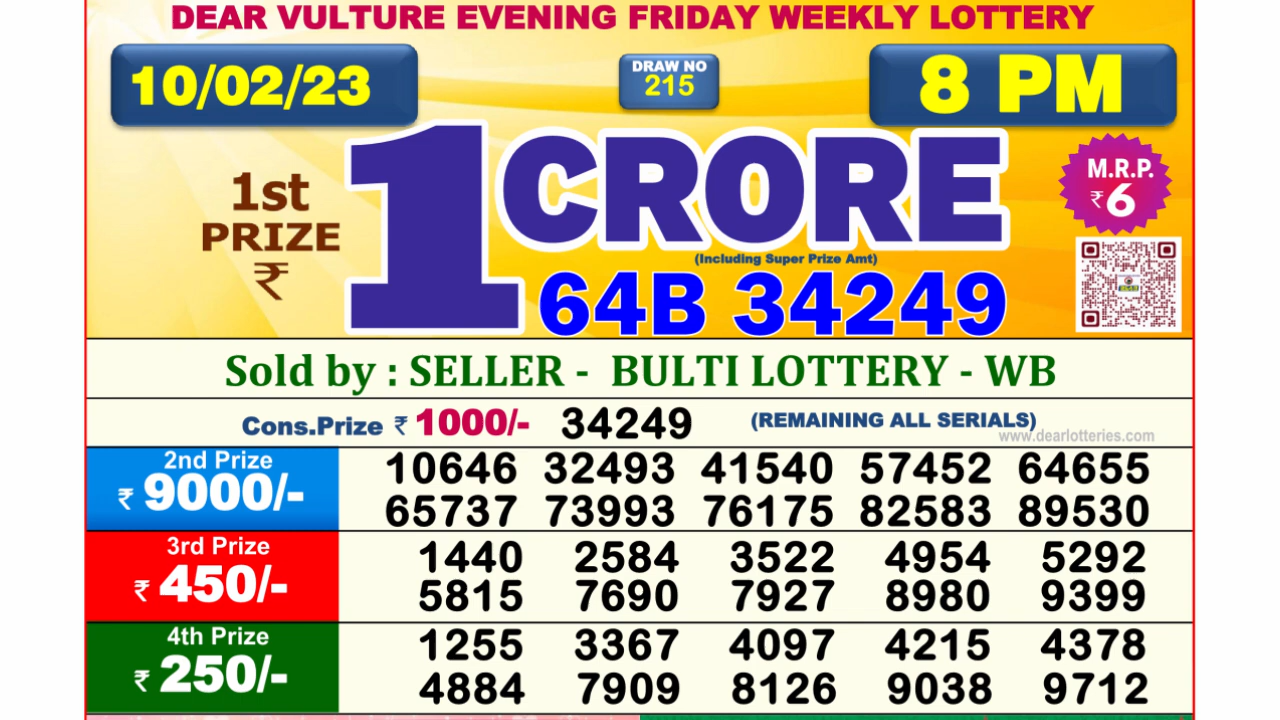 DEAR VULTURE EVENING FRIDAY WEEKLY LOTTERY
10/02/23
DRAW NO
215
8 PM
1st
PRIZE
₹
1 CRORE
M.R.P.
₹ 6
(Including Super Prize Amt)
64B 34249
Sold by : SELLER - BULTI LOTTERY - WB
Cons.Prize ₹ 1000/- 34249 (REMAINING ALL SERIALS)
www.dearlotteries.com
2nd Prize
₹ 9000/-
10646 32493 41540 57452 64655
65737 73993 76175 82583 89530
3rd Prize
₹ 450/-
1440 2584 3522 4954 5292
5815 7690 7927 8980 9399
4th Prize
₹ 250/-
1255 3367 4097 4215 4378
4884 7909 8126 9038 9712